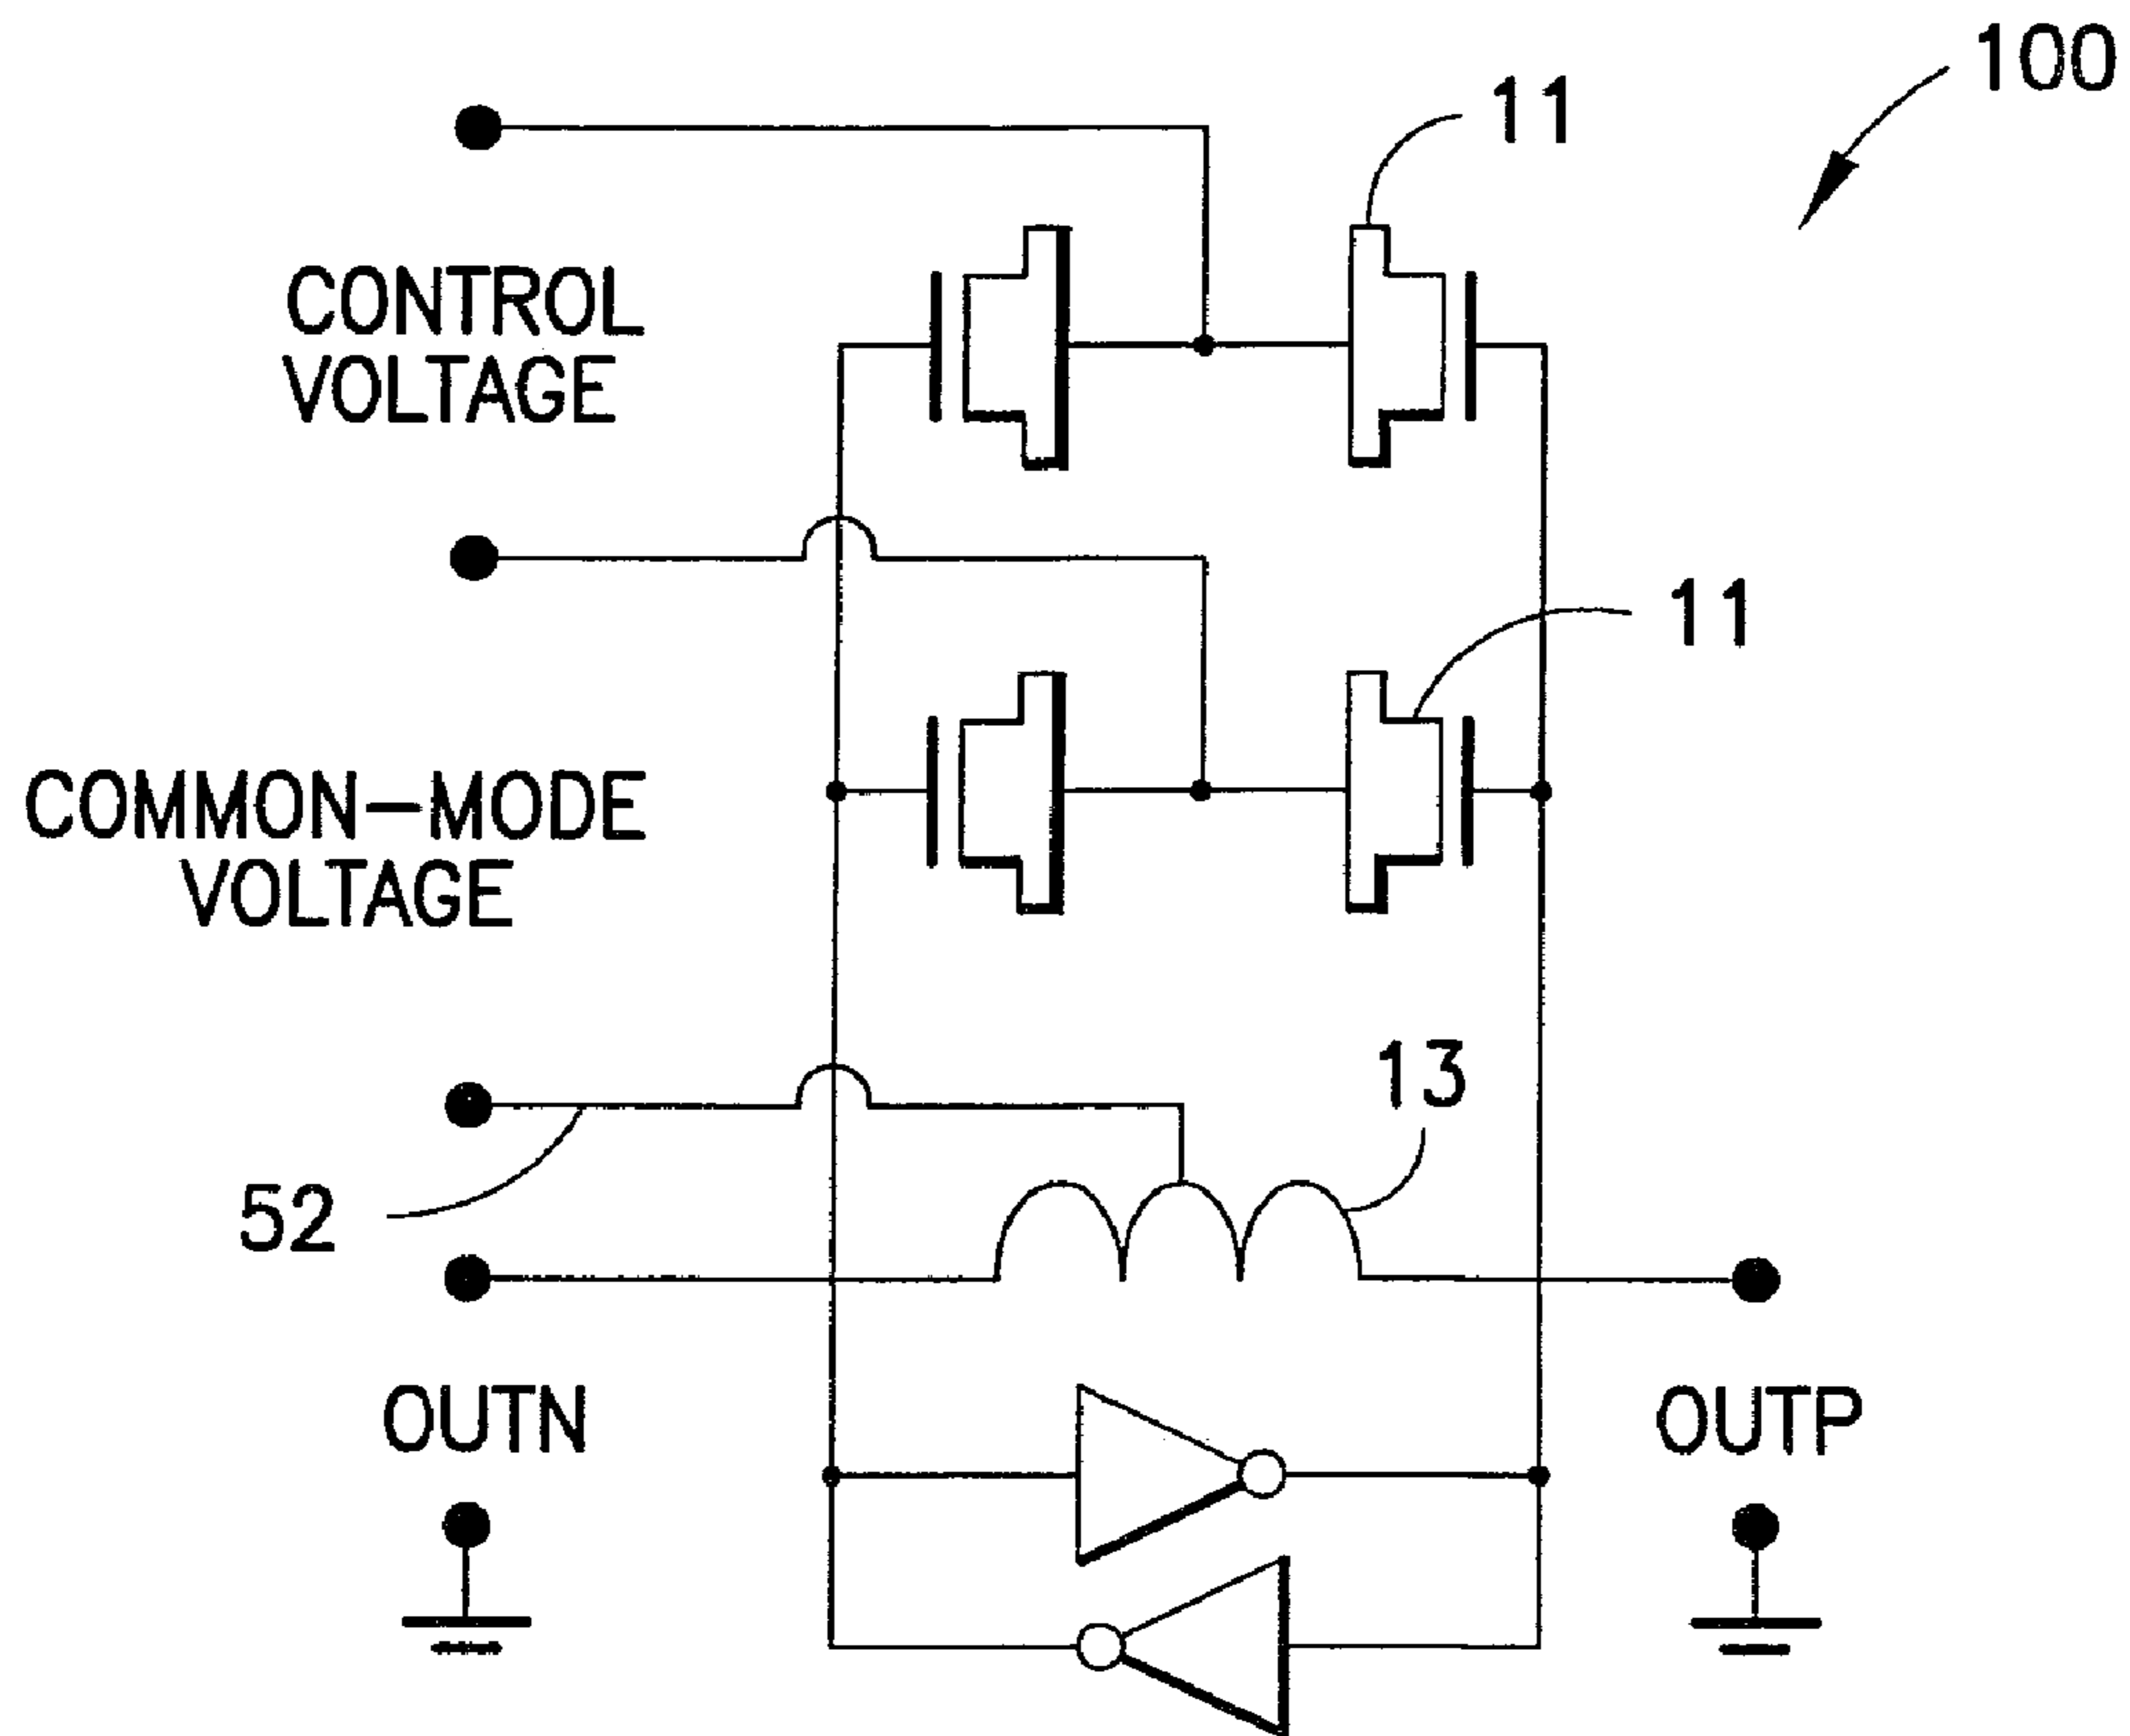 100
11
CONTROL
VOLTAGE
11
COMMON-MODE
VOLTAGE
13
52
OUTN
OUTP